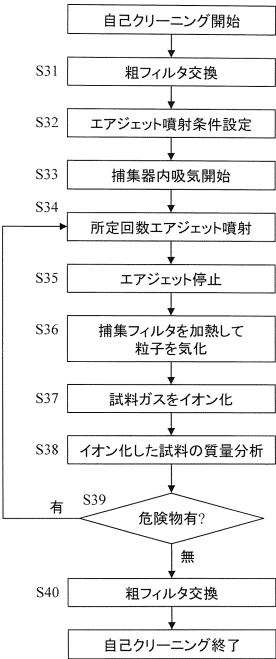 自己クリーニング開始
S31
粗フィルタ交換
S32
エアジェット噴射条件設定
S33
捕集器内吸気開始
S34
所定回数エアジェット噴射
S35
エアジェット停止
S36
捕集フィルタを加熱して
粒子を気化
S37
試料ガスをイオン化
S38
イオン化した試料の質量分析
S39
有
危険物有?
無
S40
粗フィルタ交換
自己クリーニング終了